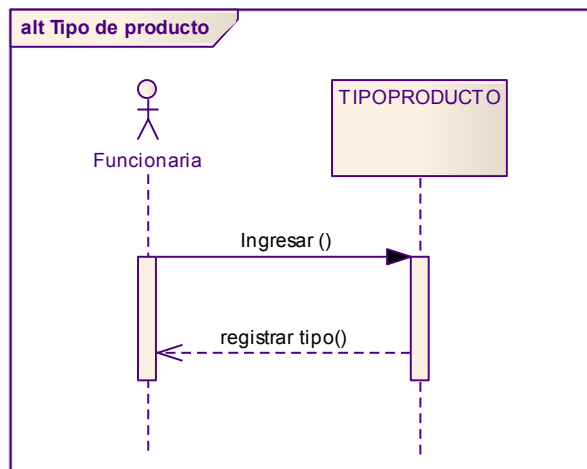 alt Tipo de producto
TIPOPRODUCTO
Funcionaria
Ingresar ()
registrar tipo()